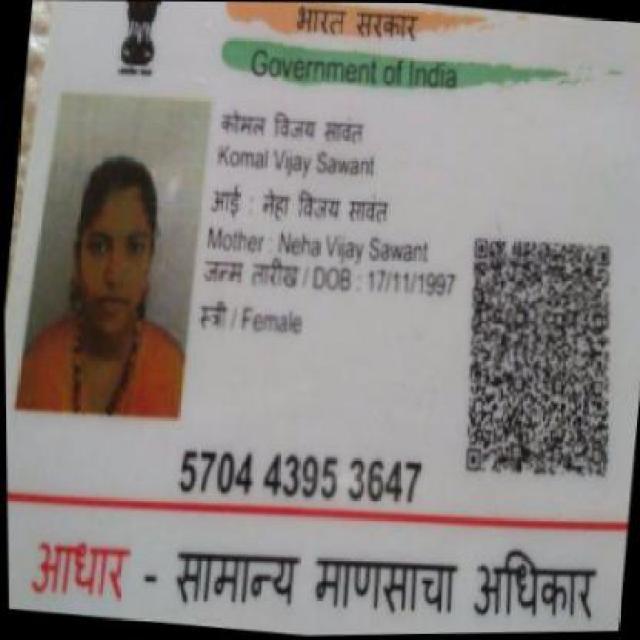 भारत सरकार
Government of India
कोमल विजय सावंत
Komal Vijay Sawant
आई : नेहा विजय सावंत
Mother : Neha Vijay Sawant
जन्म तारीख / DOB : 17/11/1997
स्त्री / Female
5704 4395 3647
आधार - सामान्य माणसाचा अधिकार